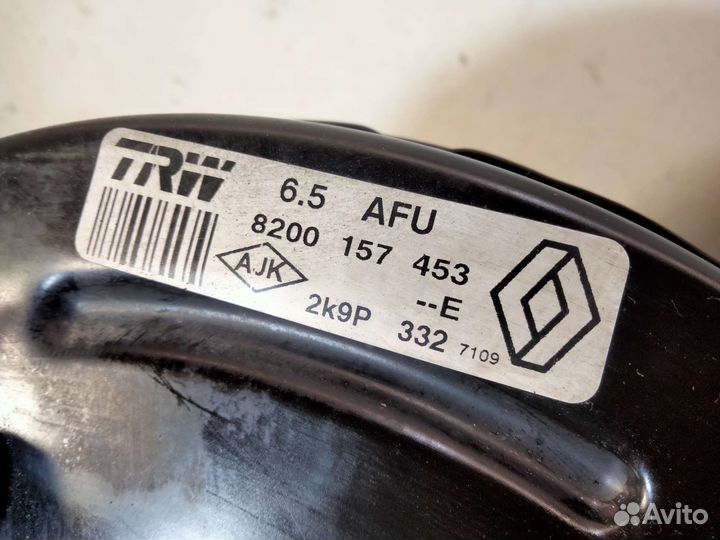 TRW
6.5 AFU
8200 157 453
AJK
--E
2k9P 332 7109
Avito